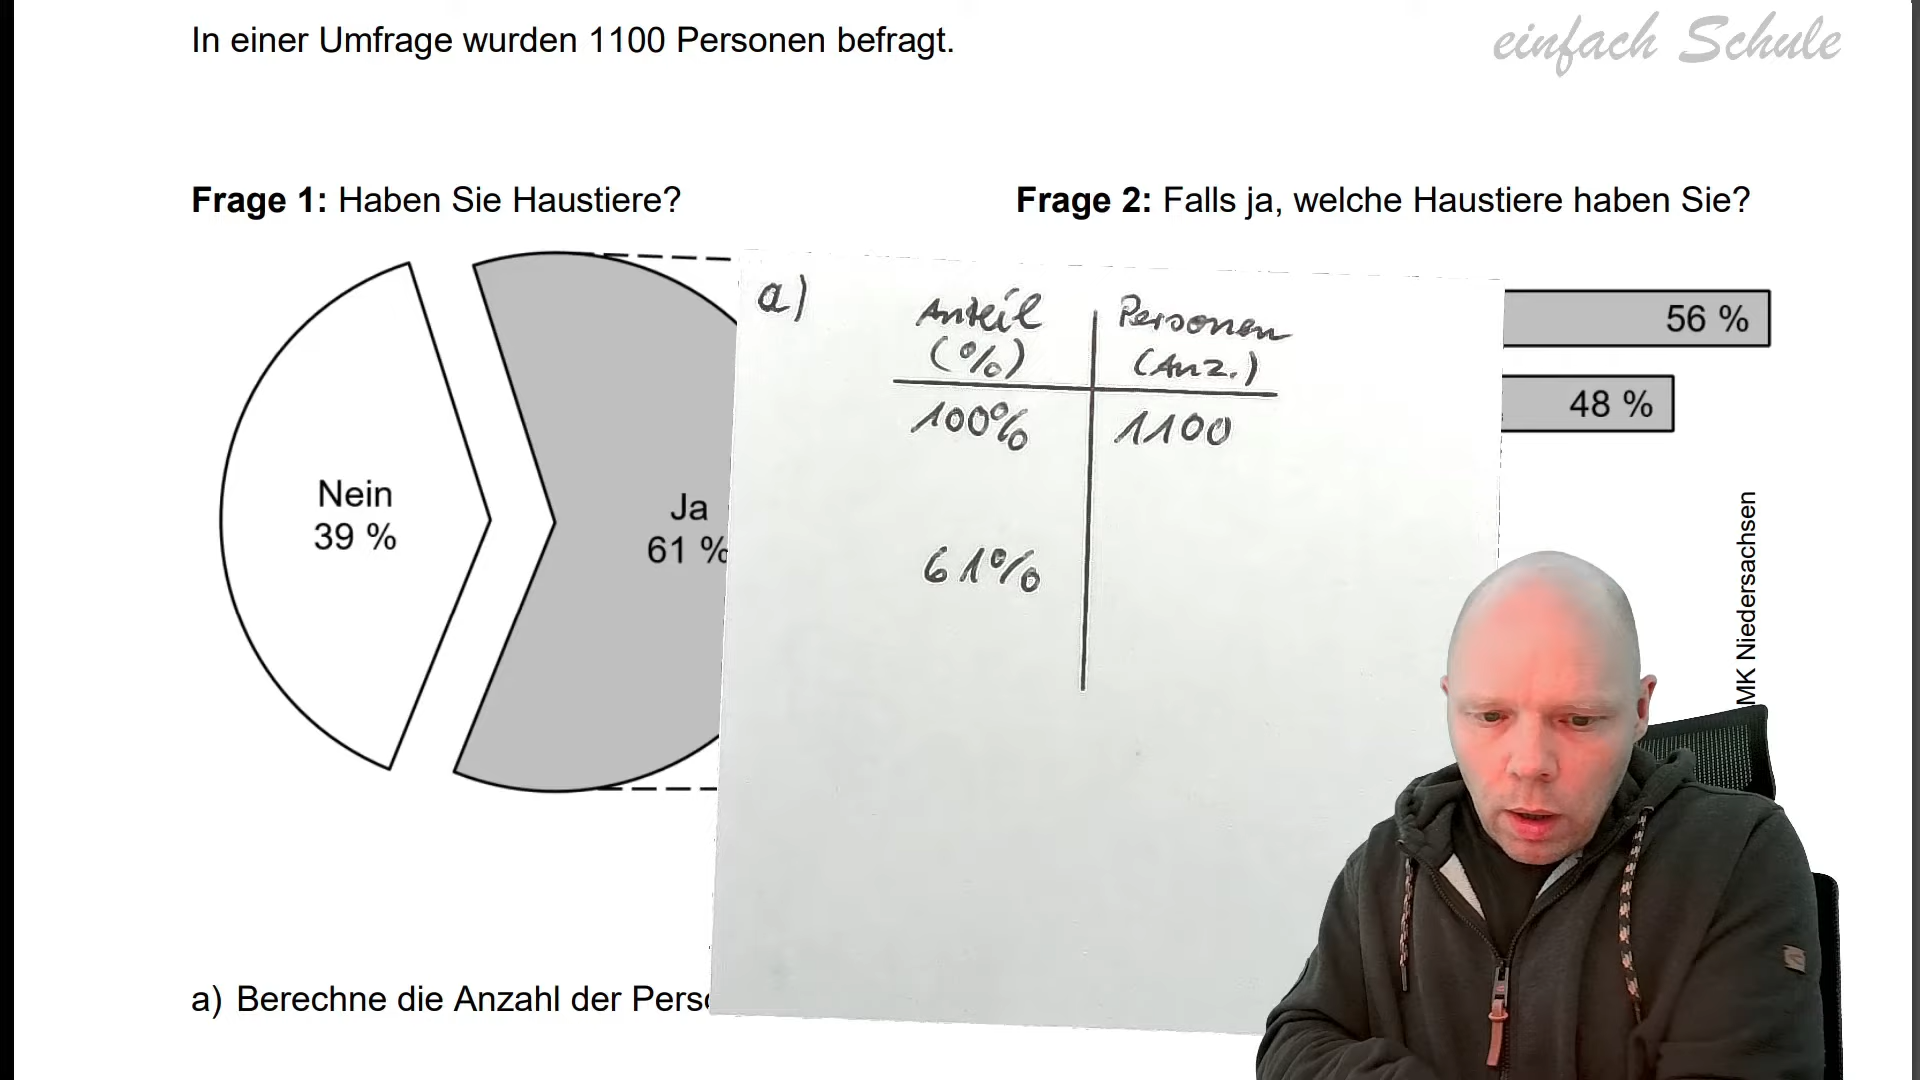 In einer Umfrage wurden 1100 Personen befragt.
einfach Schule
Frage 1: Haben Sie Haustiere?
Frage 2: Falls ja, welche Haustiere haben Sie?
Nein
39 %
Ja
61 %
a)
Anteil
(%)
Personen
(Anz.)
100% 1100
61%
56 %
48 %
MK Niedersachsen
a) Berechne die Anzahl der Perso